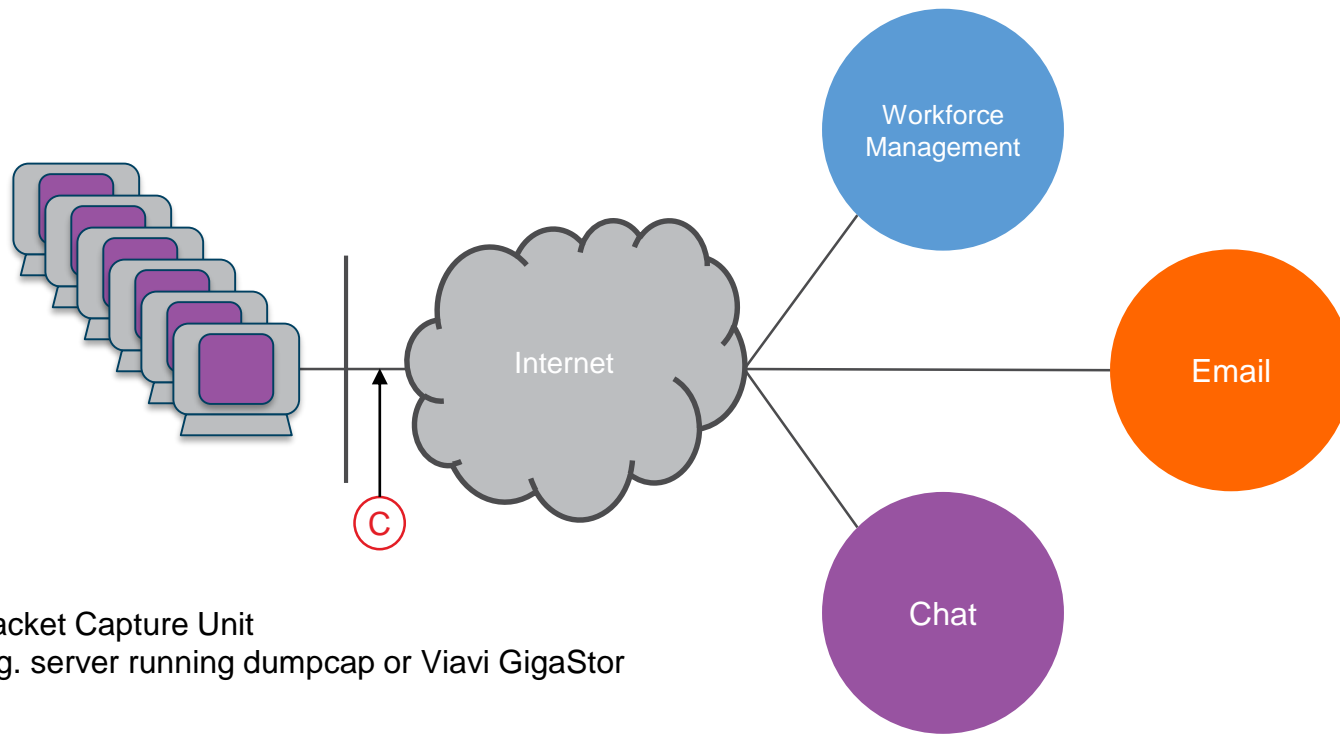 Workforce
Management
Internet
Email
C
Chat
acket Capture Unit
g. server running dumpcap or Viavi GigaStor